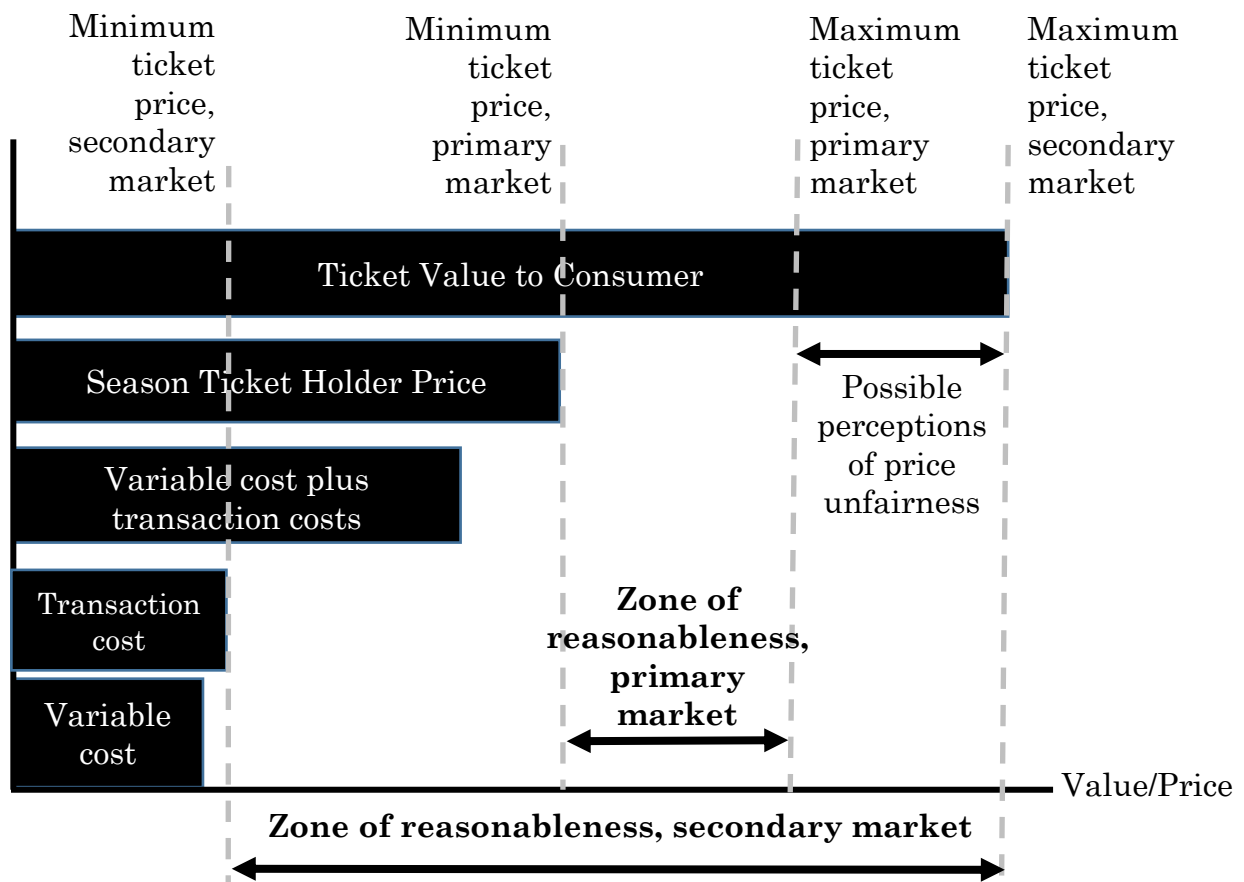 Minimum
ticket
price,
secondary
market
Minimum
ticket
price,
primary
market
Maximum
ticket
price,
primary
market
Maximum
ticket
price,
secondary
market
Ticket Value to Consumer
Season Ticket Holder Price
Possible
perceptions
of price
unfairness
Variable cost plus
transaction costs
Transaction
cost
Zone of
reasonableness,
primary
market
Variable
cost
Value/Price
Zone of reasonableness, secondary market